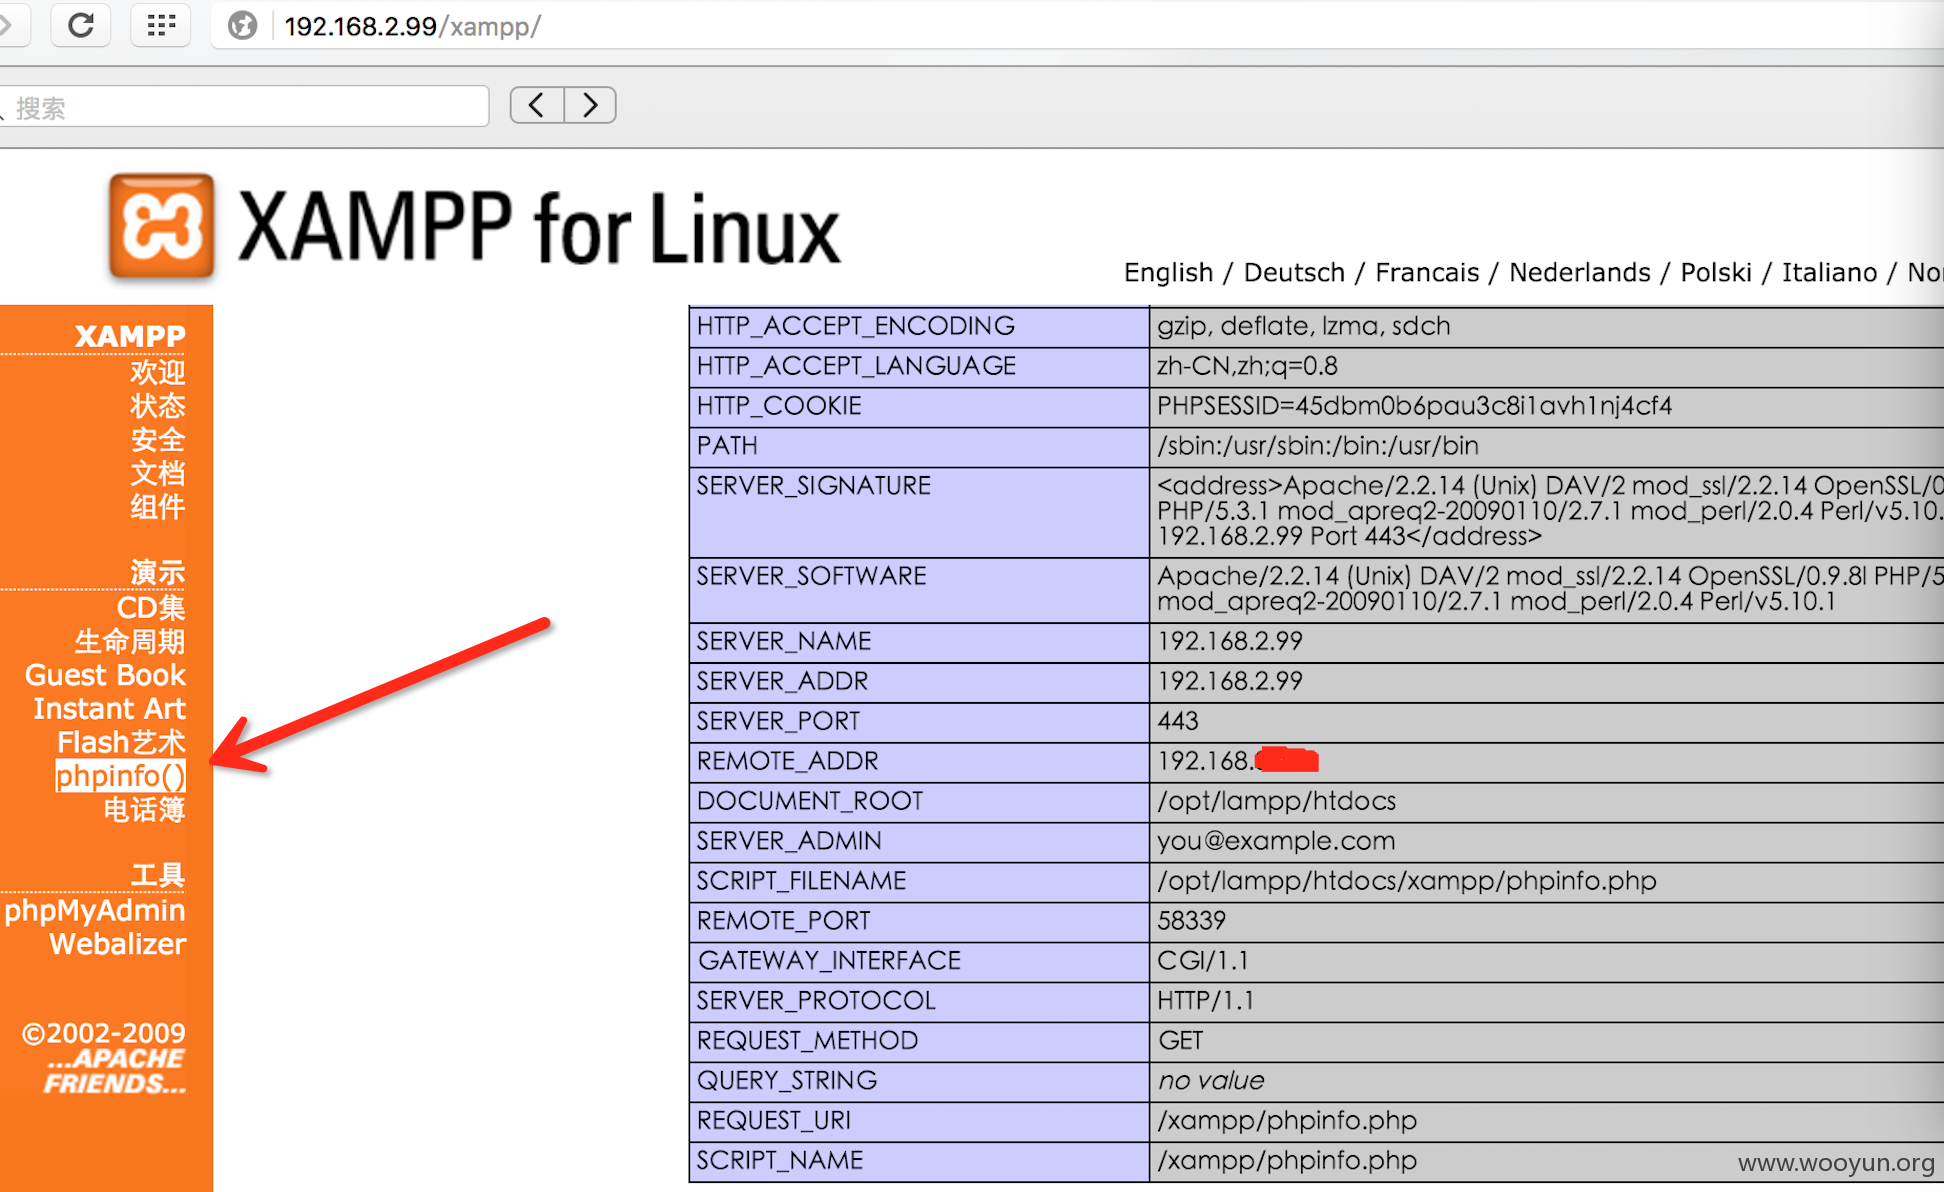 192.168.2.99/xampp/
搜索
XAMPP for Linux
English / Deutsch / Francais / Nederlands / Polski / Italiano /
XAMPP
欢迎
状态
安全
文档
组件
演示
CD集
生命周期
Guest Book
Instant Art
Flash艺术
phpinfo()
电话簿
工具
phpMyAdmin
Webalizer
©2002-2009
...APACHE
FRIENDS...
HTTP_ACCEPT_ENCODING gzip, deflate, lzma, sdch
HTTP_ACCEPT_LANGUAGE zh-CN,zh;q=0.8
HTTP_COOKIE PHPSESSID=45dbm0b6pau3c8i1avh1nj4cf4
PATH /sbin:/usr/sbin:/bin:/usr/bin
SERVER_SIGNATURE <address>Apache/2.2.14 (Unix) DAV/2 mod_ssl/2.2.14 OpenSSL/0
PHP/5.3.1 mod_apreq2-20090110/2.7.1 mod_perl/2.0.4 Perl/v5.10.
192.168.2.99 Port 443</address>
SERVER_SOFTWARE Apache/2.2.14 (Unix) DAV/2 mod_ssl/2.2.14 OpenSSL/0.9.8l PHP/5
mod_apreq2-20090110/2.7.1 mod_perl/2.0.4 Perl/v5.10.1
SERVER_NAME 192.168.2.99
SERVER_ADDR 192.168.2.99
SERVER_PORT 443
REMOTE_ADDR 192.168.
DOCUMENT_ROOT /opt/lampp/htdocs
SERVER_ADMIN you@example.com
SCRIPT_FILENAME /opt/lampp/htdocs/xampp/phpinfo.php
REMOTE_PORT 58339
GATEWAY_INTERFACE CGI/1.1
SERVER_PROTOCOL HTTP/1.1
REQUEST_METHOD GET
QUERY_STRING no value
REQUEST_URI /xampp/phpinfo.php
SCRIPT_NAME /xampp/phpinfo.php
www.wooyun.org